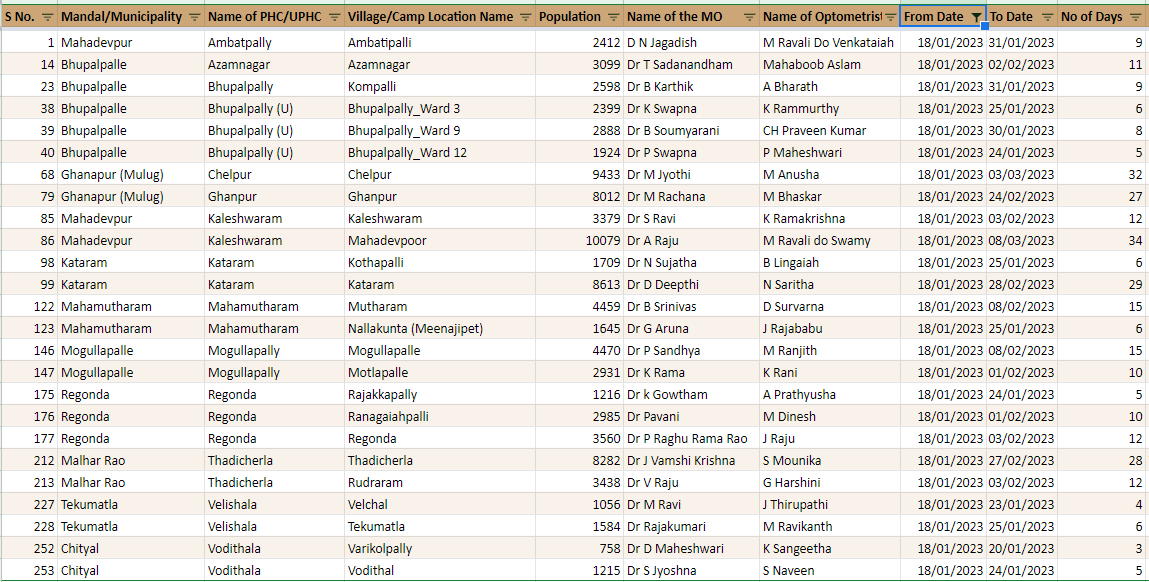 S No. Mandal/Municipality Name of PHC/UPHC Village/Camp Location Name Population Name of the MO Name of Optometrist From Date To Date No of Days
1 Mahadevpur Ambatpally Ambatipalli 2412 D N Jagadish M Ravali Do Venkataiah 18/01/2023 31/01/2023 9
14 Bhupalpalle Azamnagar Azamnagar 3099 Dr T Sadanandham Mahaboob Aslam 18/01/2023 02/02/2023 11
23 Bhupalpalle Bhupalpally Kompalli 2598 Dr B Karthik A Bharath 18/01/2023 31/01/2023 9
38 Bhupalpalle Bhupalpally (U) Bhupalpally_Ward 3 2399 Dr K Swapna K Rammurthy 18/01/2023 25/01/2023 6
39 Bhupalpalle Bhupalpally (U) Bhupalpally_Ward 9 2888 Dr B Soumyarani CH Praveen Kumar 18/01/2023 30/01/2023 8
40 Bhupalpalle Bhupalpally (U) Bhupalpally_Ward 12 1924 Dr P Swapna P Maheshwari 18/01/2023 24/01/2023 5
68 Ghanapur (Mulug) Chelpur Chelpur 9433 Dr M Jyothi M Anusha 18/01/2023 03/03/2023 32
79 Ghanapur (Mulug) Ghanpur Ghanpur 8012 Dr M Rachana M Bhaskar 18/01/2023 24/02/2023 27
85 Mahadevpur Kaleshwaram Kaleshwaram 3379 Dr S Ravi K Ramakrishna 18/01/2023 03/02/2023 12
86 Mahadevpur Kaleshwaram Mahadevpoor 10079 Dr A Raju M Ravali do Swamy 18/01/2023 08/03/2023 34
98 Kataram Kataram Kothapalli 1709 Dr N Sujatha B Lingaiah 18/01/2023 25/01/2023 6
99 Kataram Kataram Kataram 8613 Dr D Deepthi N Saritha 18/01/2023 28/02/2023 29
122 Mahamutharam Mahamutharam Mutharam 4459 Dr B Srinivas D Survarna 18/01/2023 08/02/2023 15
123 Mahamutharam Mahamutharam Nallakunta (Meenajipet) 1645 Dr G Aruna J Rajababu 18/01/2023 25/01/2023 6
146 Mogullapalle Mogullapally Mogullapalle 4470 Dr P Sandhya M Ranjith 18/01/2023 08/02/2023 15
147 Mogullapalle Mogullapally Motlapalle 2931 Dr K Rama K Rani 18/01/2023 01/02/2023 10
175 Regonda Regonda Rajakkapally 1216 Dr k Gowtham A Prathyusha 18/01/2023 24/01/2023 5
176 Regonda Regonda Ranagaiahpalli 2985 Dr Pavani M Dinesh 18/01/2023 01/02/2023 10
177 Regonda Regonda Regonda 3560 Dr P Raghu Rama Rao J Raju 18/01/2023 03/02/2023 12
212 Malhar Rao Thadicherla Thadicherla 8282 Dr J Vamshi Krishna S Mounika 18/01/2023 27/02/2023 28
213 Malhar Rao Thadicherla Rudraram 3438 Dr V Raju G Harshini 18/01/2023 03/02/2023 12
227 Tekumatla Velishala Velchal 1056 Dr M Ravi J Thirupathi 18/01/2023 23/01/2023 4
228 Tekumatla Velishala Tekumatla 1584 Dr Rajakumari M Ravikanth 18/01/2023 25/01/2023 6
252 Chityal Vodithala Varikolpally 758 Dr D Maheshwari K Sangeetha 18/01/2023 20/01/2023 3
253 Chityal Vodithala Vodithal 1215 Dr S Jyoshna S Naveen 18/01/2023 24/01/2023 5